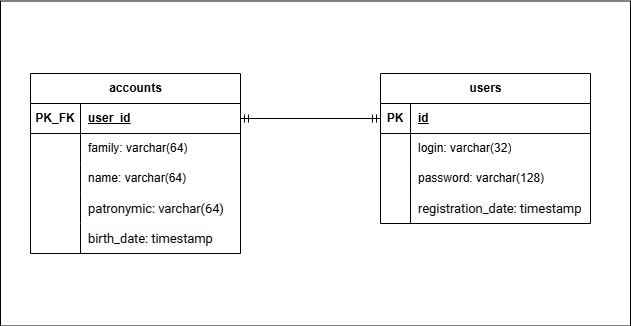 accounts
PK_FK user_id
family: varchar(64)
name: varchar(64)
patronymic: varchar(64)
birth_date: timestamp
users
PK id
login: varchar(32)
password: varchar(128)
registration_date: timestamp